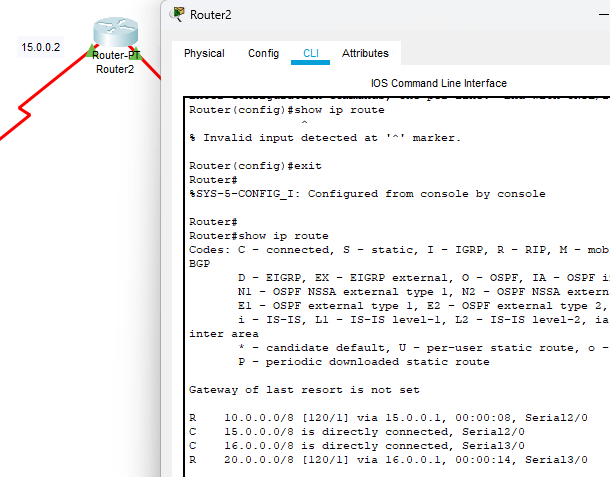 Router2
15.0.0.2
Router-PT
Router2
Physical Config CLI Attributes
IOS Command Line Interface
Router(config)#show ip route
^
% Invalid input detected at '^' marker.
Router(config)#exit
Router#
%SYS-5-CONFIG_I: Configured from console by console
Router#
Router#show ip route
Codes: C - connected, S - static, I - IGRP, R - RIP, M - mob
BGP
D - EIGRP, EX - EIGRP external, O - OSPF, IA - OSPF i
N1 - OSPF NSSA external type 1, N2 - OSPF NSSA extern
E1 - OSPF external type 1, E2 - OSPF external type 2,
i - IS-IS, L1 - IS-IS level-1, L2 - IS-IS level-2, ia
inter area
* - candidate default, U - per-user static route, o -
P - periodic downloaded static route
Gateway of last resort is not set
R 10.0.0.0/8 [120/1] via 15.0.0.1, 00:00:08, Serial2/0
C 15.0.0.0/8 is directly connected, Serial2/0
C 16.0.0.0/8 is directly connected, Serial3/0
R 20.0.0.0/8 [120/1] via 16.0.0.1, 00:00:14, Serial3/0